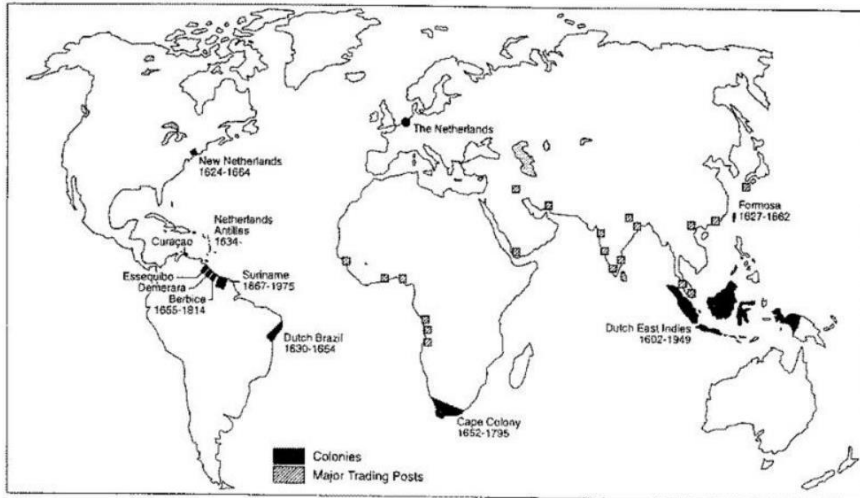 The Netherlands
New Netherlands
1624-1664
Formosa
1627-1662
Netherlands
Antilles
1634-
Curaçao
Essequibo
Demerara
Berbice
1655-1814
Suriname
1667-1975
Dutch Brazil
1630-1654
Dutch East Indies
1602-1949
Cape Colony
1652-1795
Colonies
Major Trading Posts